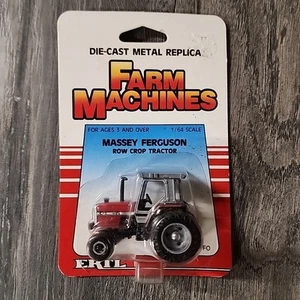 DIE-CAST METAL REPLICA
FARM
MACHINES
FOR AGES 3 AND OVER 1/64 SCALE
MASSEY FERGUSON
ROW CROP TRACTOR
ERTL